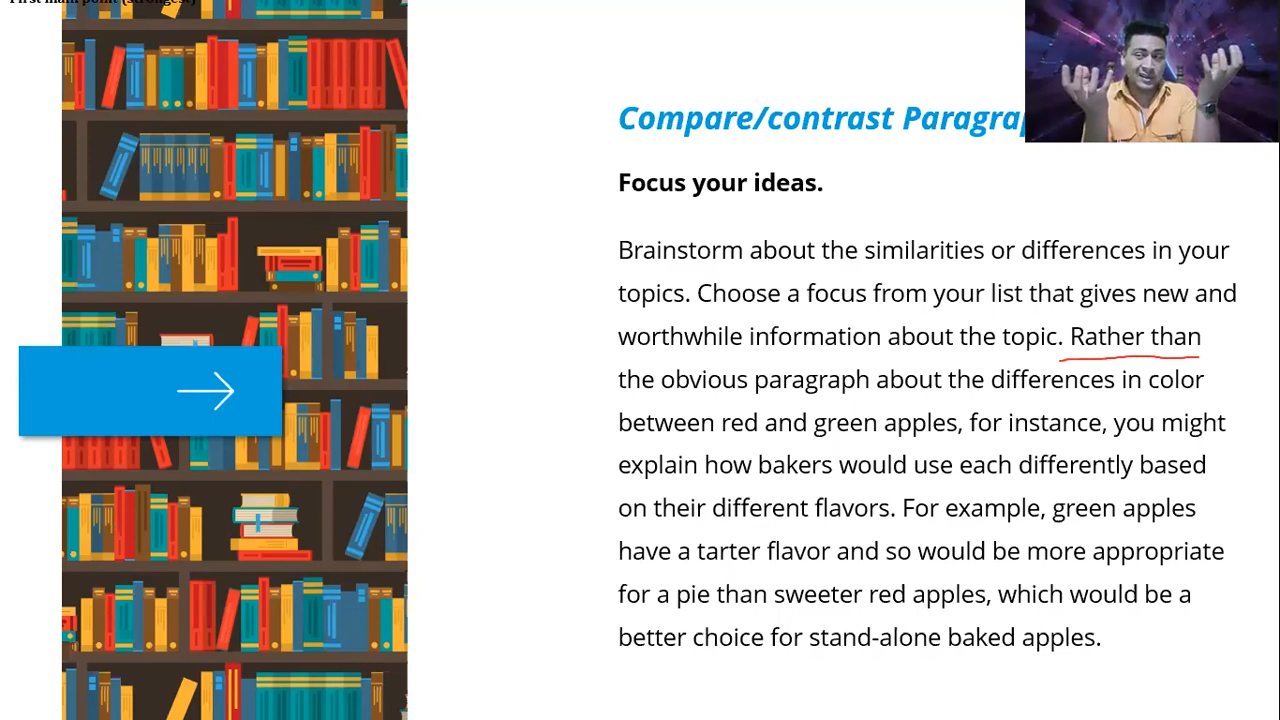 First main point (strongest)
Compare/contrast
Focus your ideas.
Brainstorm about the similarities or differences in your
topics. Choose a focus from your list that gives new and
worthwhile information about the topic. Rather than
the obvious paragraph about the differences in color
between red and green apples, for instance, you might
explain how bakers would use each differently based
on their different flavors. For example, green apples
have a tarter flavor and so would be more appropriate
for a pie than sweeter red apples, which would be a
better choice for stand-alone baked apples.